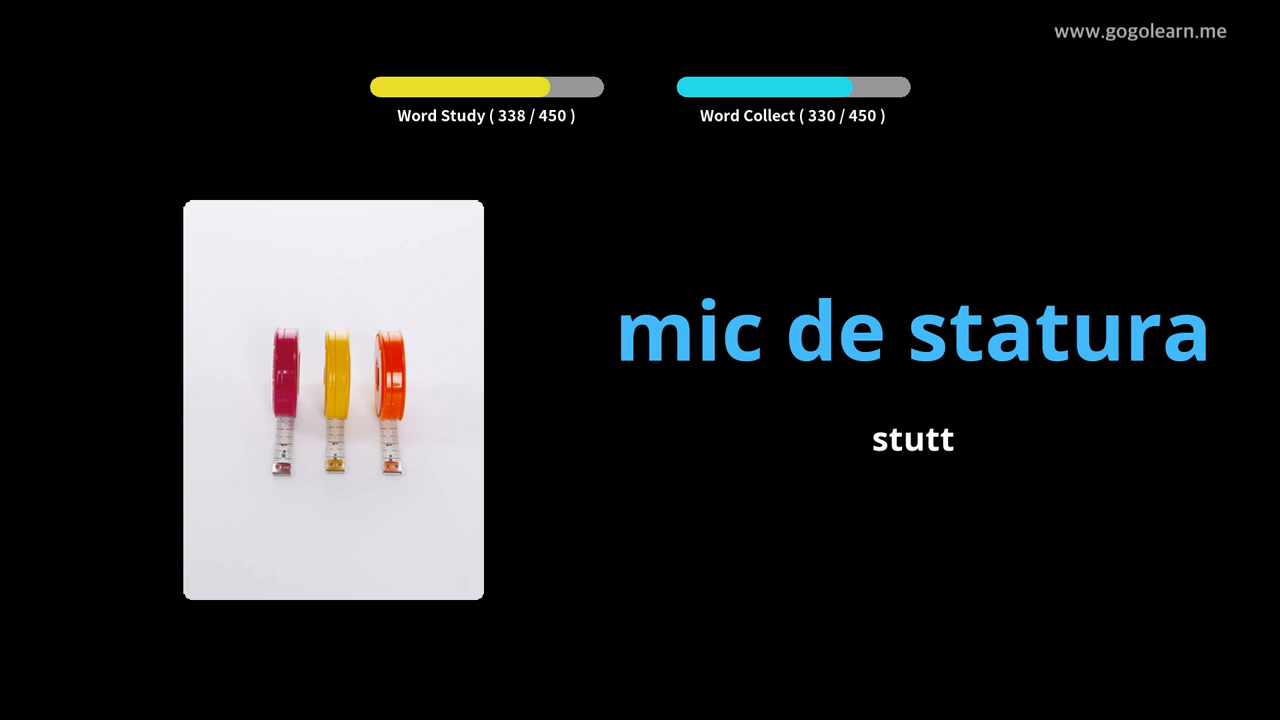 www.gogolearn.me
Word Study ( 338 / 450 )
Word Collect ( 330 / 450 )
mic de statura
stutt